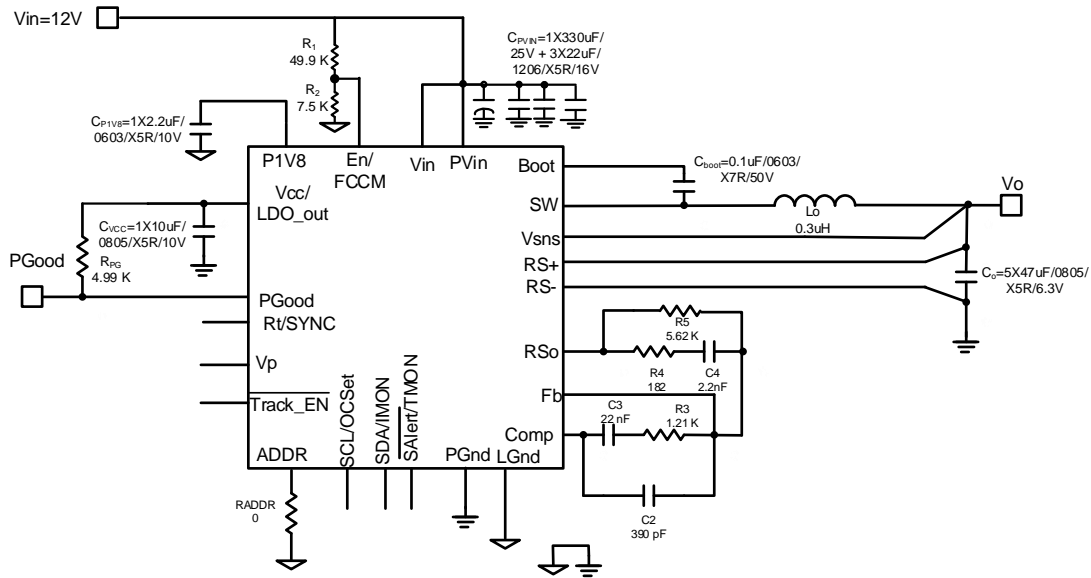 Vin=12V
R1
49.9 K
R2
7.5 K
CPVIN=1X330uF/
25V + 3X22uF/
1206/X5R/16V
CP1V8=1X2.2uF/
0603/X5R/10V
P1V8
En/
FCCM
Vin
PVin
Boot
Cboot=0.1uF/0603/
X7R/50V
Vcc/
LDO_out
SW
Lo
0.3uH
Vo
CVCC=1X10uF/
0805/X5R/10V
Vsns
PGood
RPG
4.99 K
RS+
RS-
Co=5X47uF/0805/
X5R/6.3V
PGood
Rt/SYNC
R5
5.62 K
RSo
R4
182
C4
2.2nF
Vp
Fb
Track_EN
C3
22 nF
R3
1.21 K
Comp
ADDR
SCL/OCSet
SDA/IMON
SAlert/TMON
PGnd
LGnd
RADDR
0
C2
390 pF